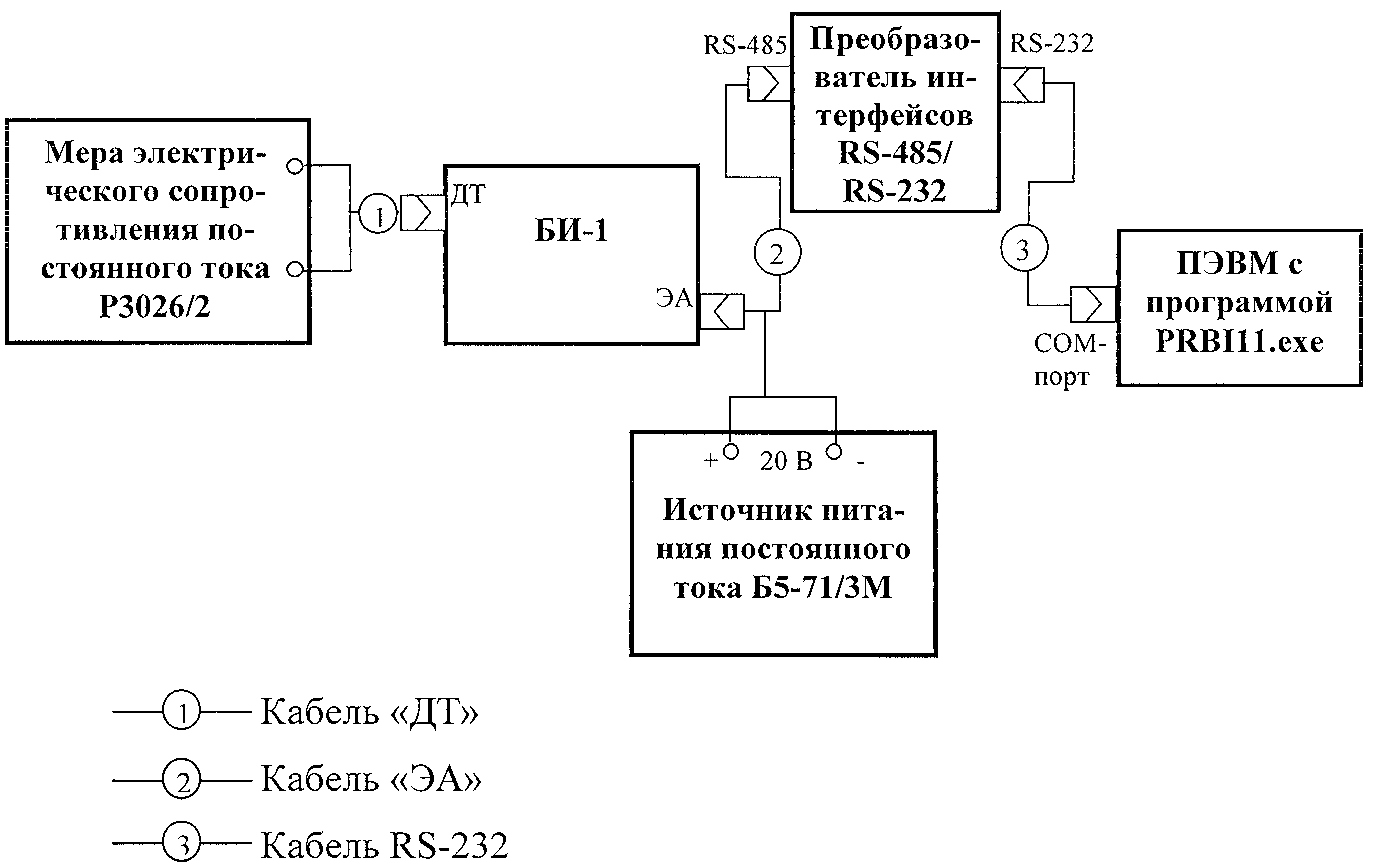 Мера электри-
ческого сопро-
тивления по-
стоянного тока
Р3026/2
1
ДТ
БИ-1
ЭА
RS-485
Преобразо-
ватель ин-
терфейсов
RS-485/
RS-232
RS-232
2
3
ПЭВМ с
программой
PRBI11.exe
COM-
порт
+ 20 В -
Источник пита-
ния постоянного
тока Б5-71/3М
1 Кабель «ДТ»
2 Кабель «ЭА»
3 Кабель RS-232